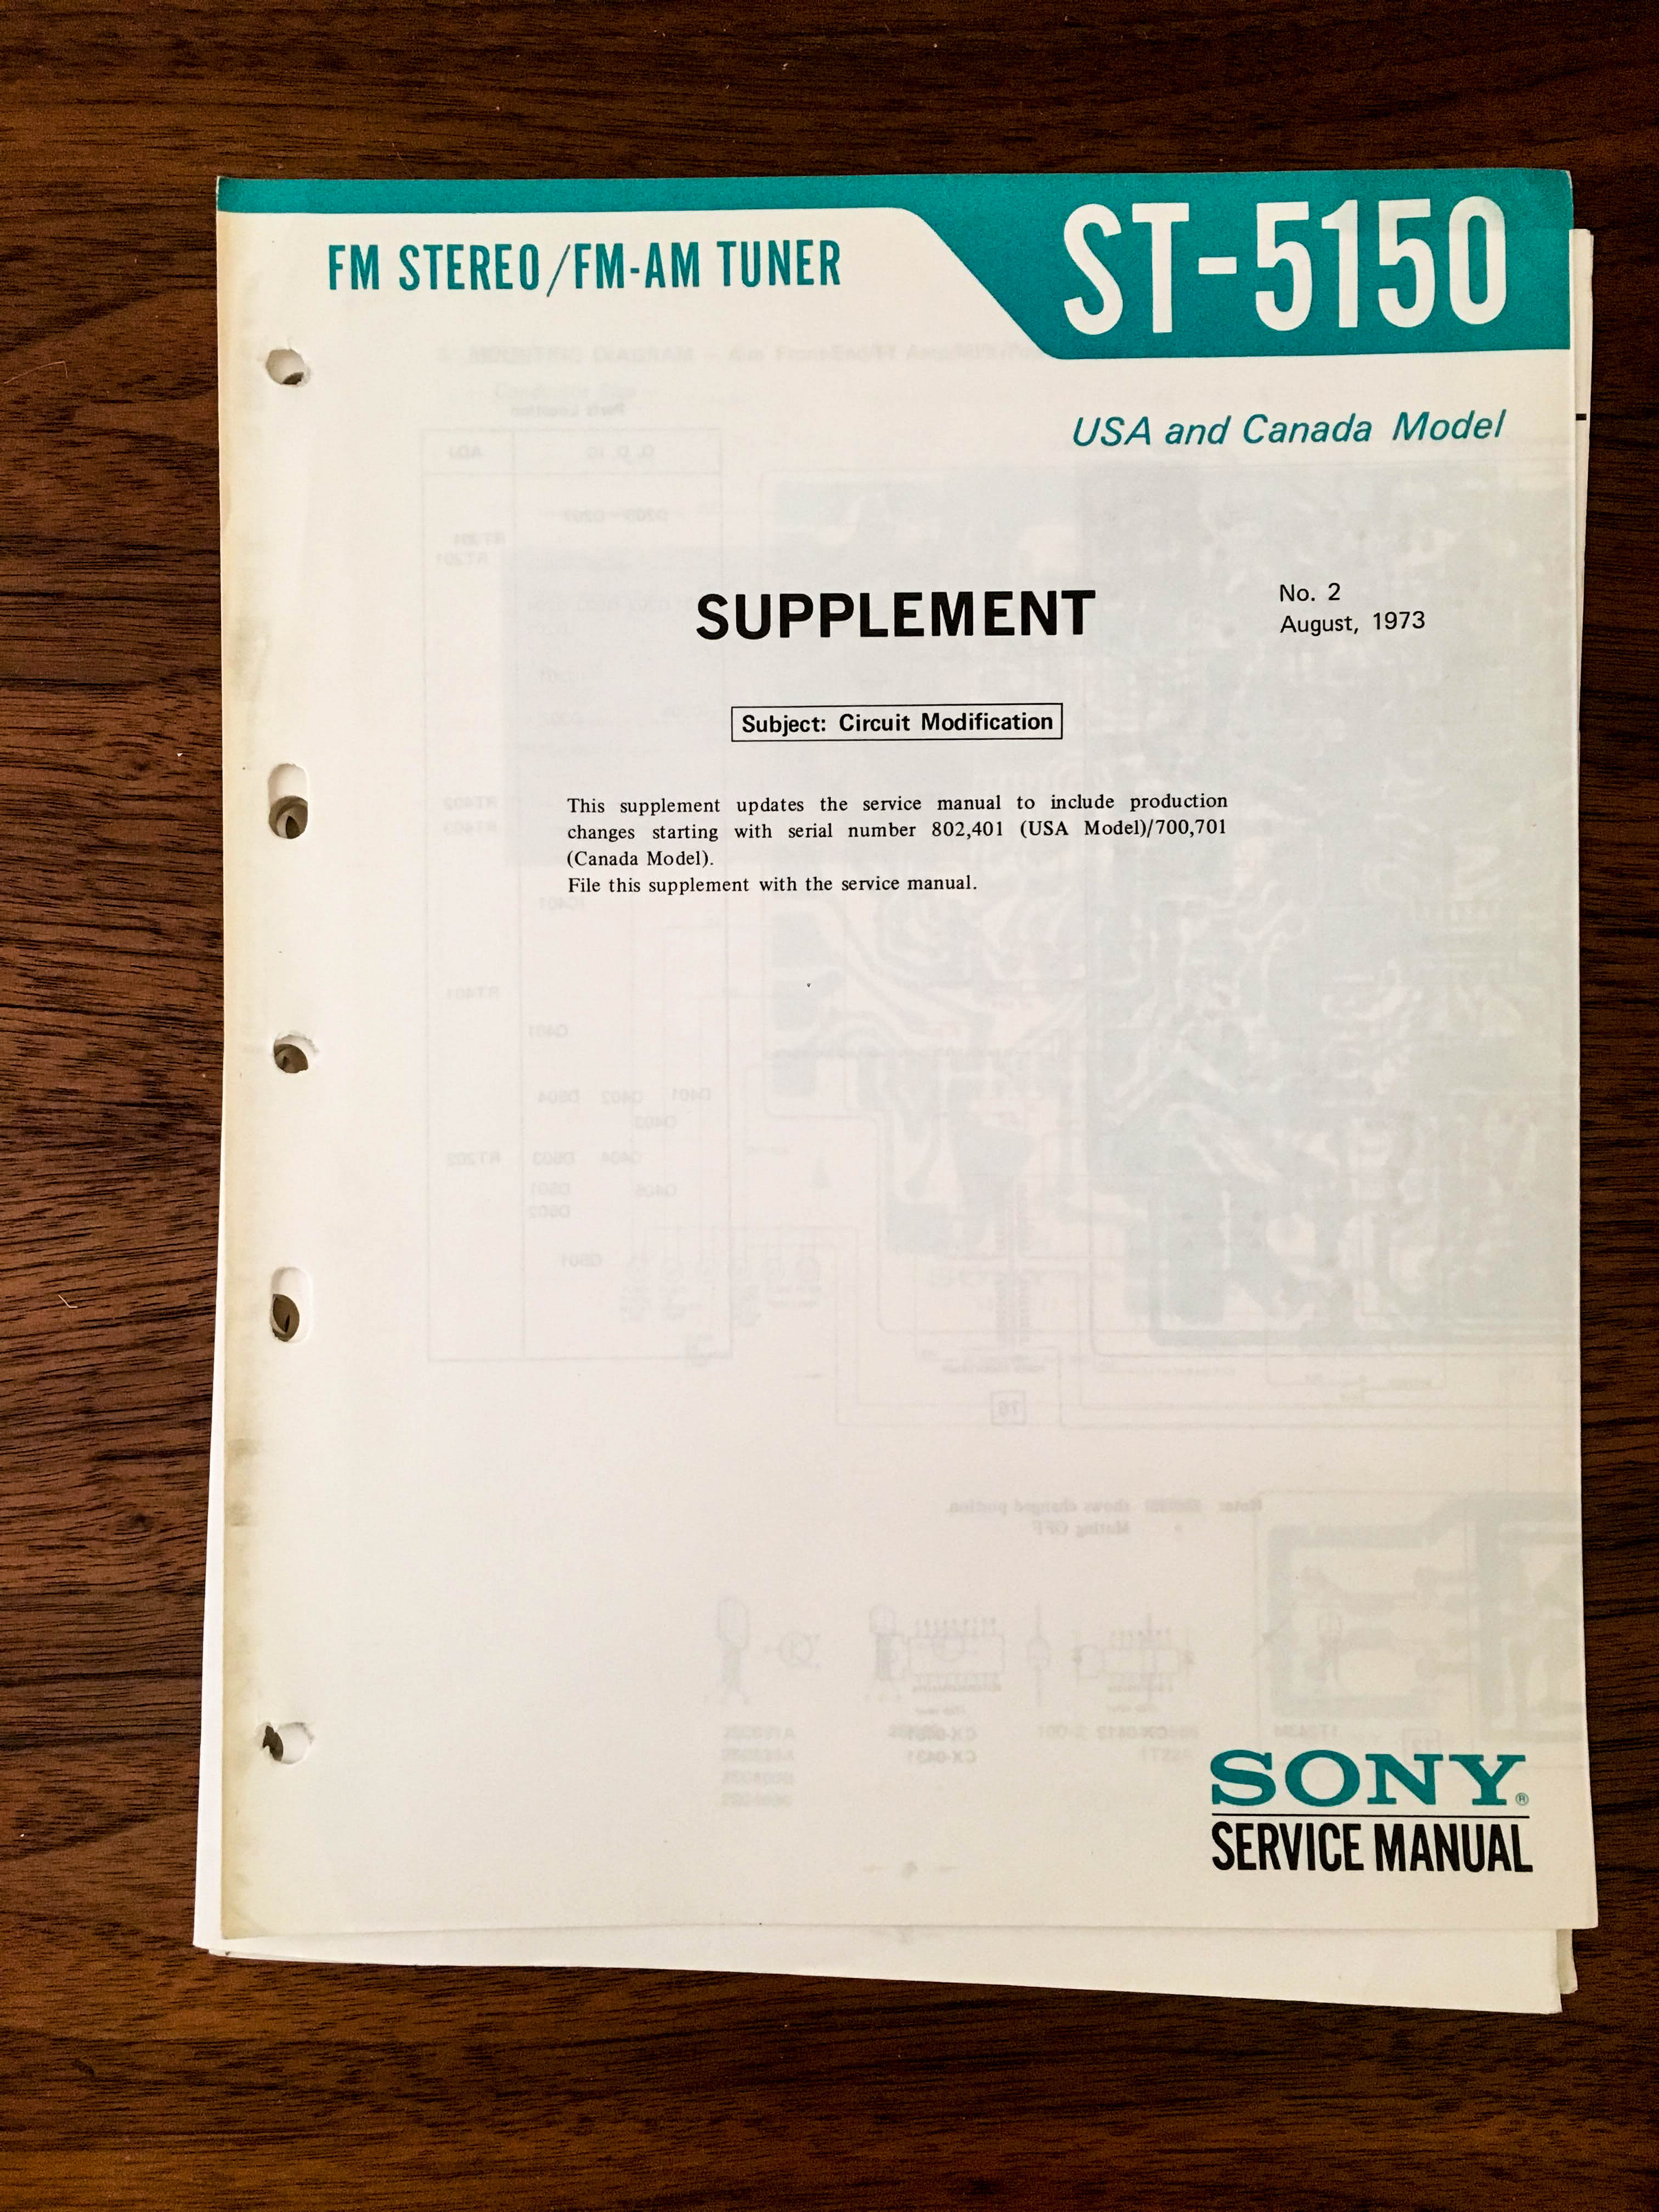 FM STEREO/FM-AM TUNER
ST-5150
USA and Canada Model
SUPPLEMENT
No. 2
August, 1973
Subject: Circuit Modification
This supplement updates the service manual to include production
changes starting with serial number 802,401 (USA Model)/700,701
(Canada Model).
File this supplement with the service manual.
SONY®
SERVICE MANUAL